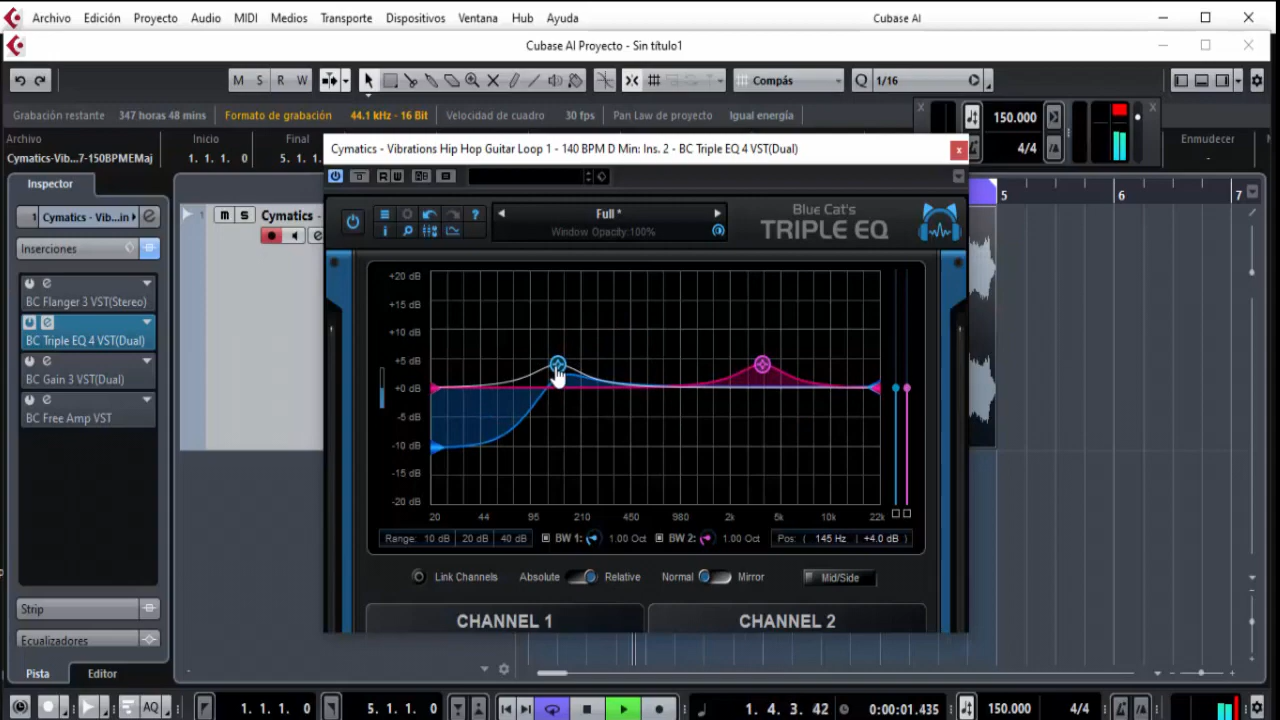 Archivo Edición Proyecto Audio MIDI Medios Transporte Dispositivos Ventana Hub Ayuda Cubase AI
Cubase AI Proyecto - Sin título1
M S R W Compás Q 1/16
Grabación restante 347 horas 48 mins Formato de grabación 44.1 kHz - 16 Bit Velocidad de cuadro 30 fps Pan Law de proyecto Igual energía
150.000
4/4
Archivo Inicio Final Enmudecer
Cymatics-Vib...7-150BPMEMaj 1. 1. 1. 0 5. 1. 1. -
Cymatics - Vibrations Hip Hop Guitar Loop 1 - 140 BPM D Min: Ins. 2 - BC Triple EQ 4 VST(Dual)
R W
Inspector
5 6 7
1 Cymatics - Vib...in
1 m S Cymatics -
Inserciones
Full *
Window Opacity:100%
Blue Cat's
TRIPLE EQ
BC Flanger 3 VST(Stereo)
BC Triple EQ 4 VST(Dual)
BC Gain 3 VST(Dual)
BC Free Amp VST
+20 dB
+15 dB
+10 dB
+5 dB
+0 dB
-5 dB
-10 dB
-15 dB
-20 dB
20 44 95 210 450 980 2k 5k 10k 22k
Range: 10 dB 20 dB 40 dB BW 1: 1.00 Oct BW 2: 1.00 Oct Pos: ( 145 Hz | +4.0 dB )
Link Channels Absolute Relative Normal Mirror Mid/Side
CHANNEL 1 CHANNEL 2
Strip
Ecualizadores
Pista Editor
AQ 1. 1. 1. 0 5. 1. 1. 0 1. 4. 3. 42 0:00:01.435 150.000 4/4